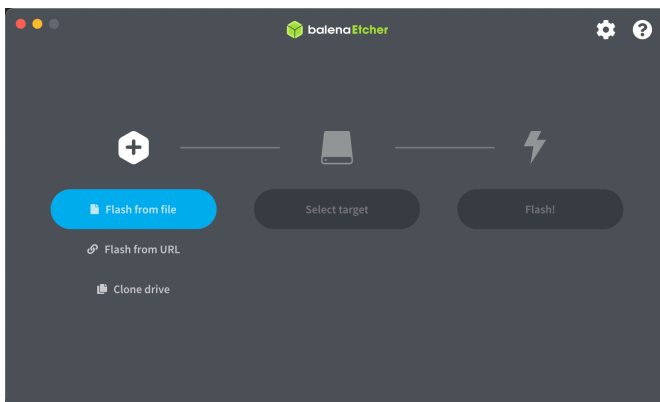 balenaEtcher
Flash from file
Select target
Flash!
Flash from URL
Clone drive